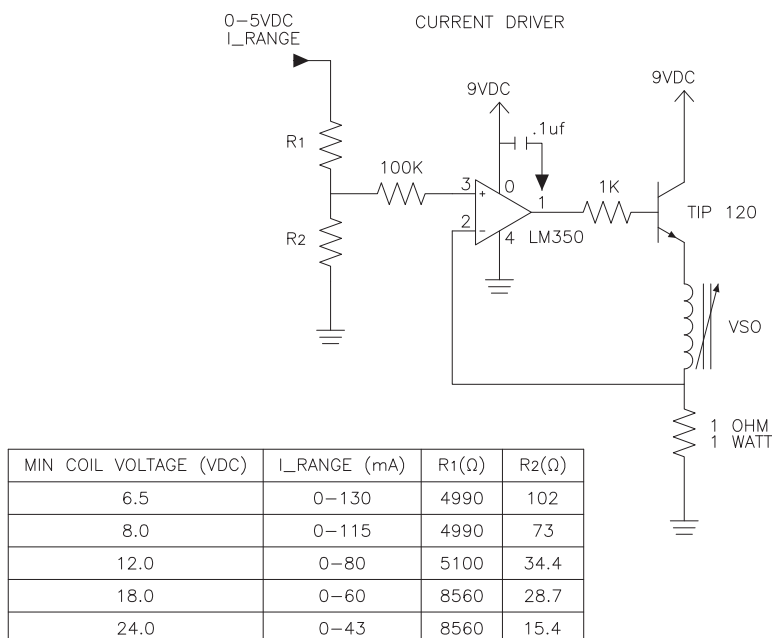 0-5VDC
I_RANGE
CURRENT DRIVER
9VDC
9VDC
.1uf
R1
100K
3
+
0
1
1K
2
-
4
LM350
TIP 120
R2
VSO
1 OHM
1 WATT
MIN COIL VOLTAGE (VDC) I_RANGE (mA) R1(Ω) R2(Ω)
6.5 0-130 4990 102
8.0 0-115 4990 73
12.0 0-80 5100 34.4
18.0 0-60 8560 28.7
24.0 0-43 8560 15.4